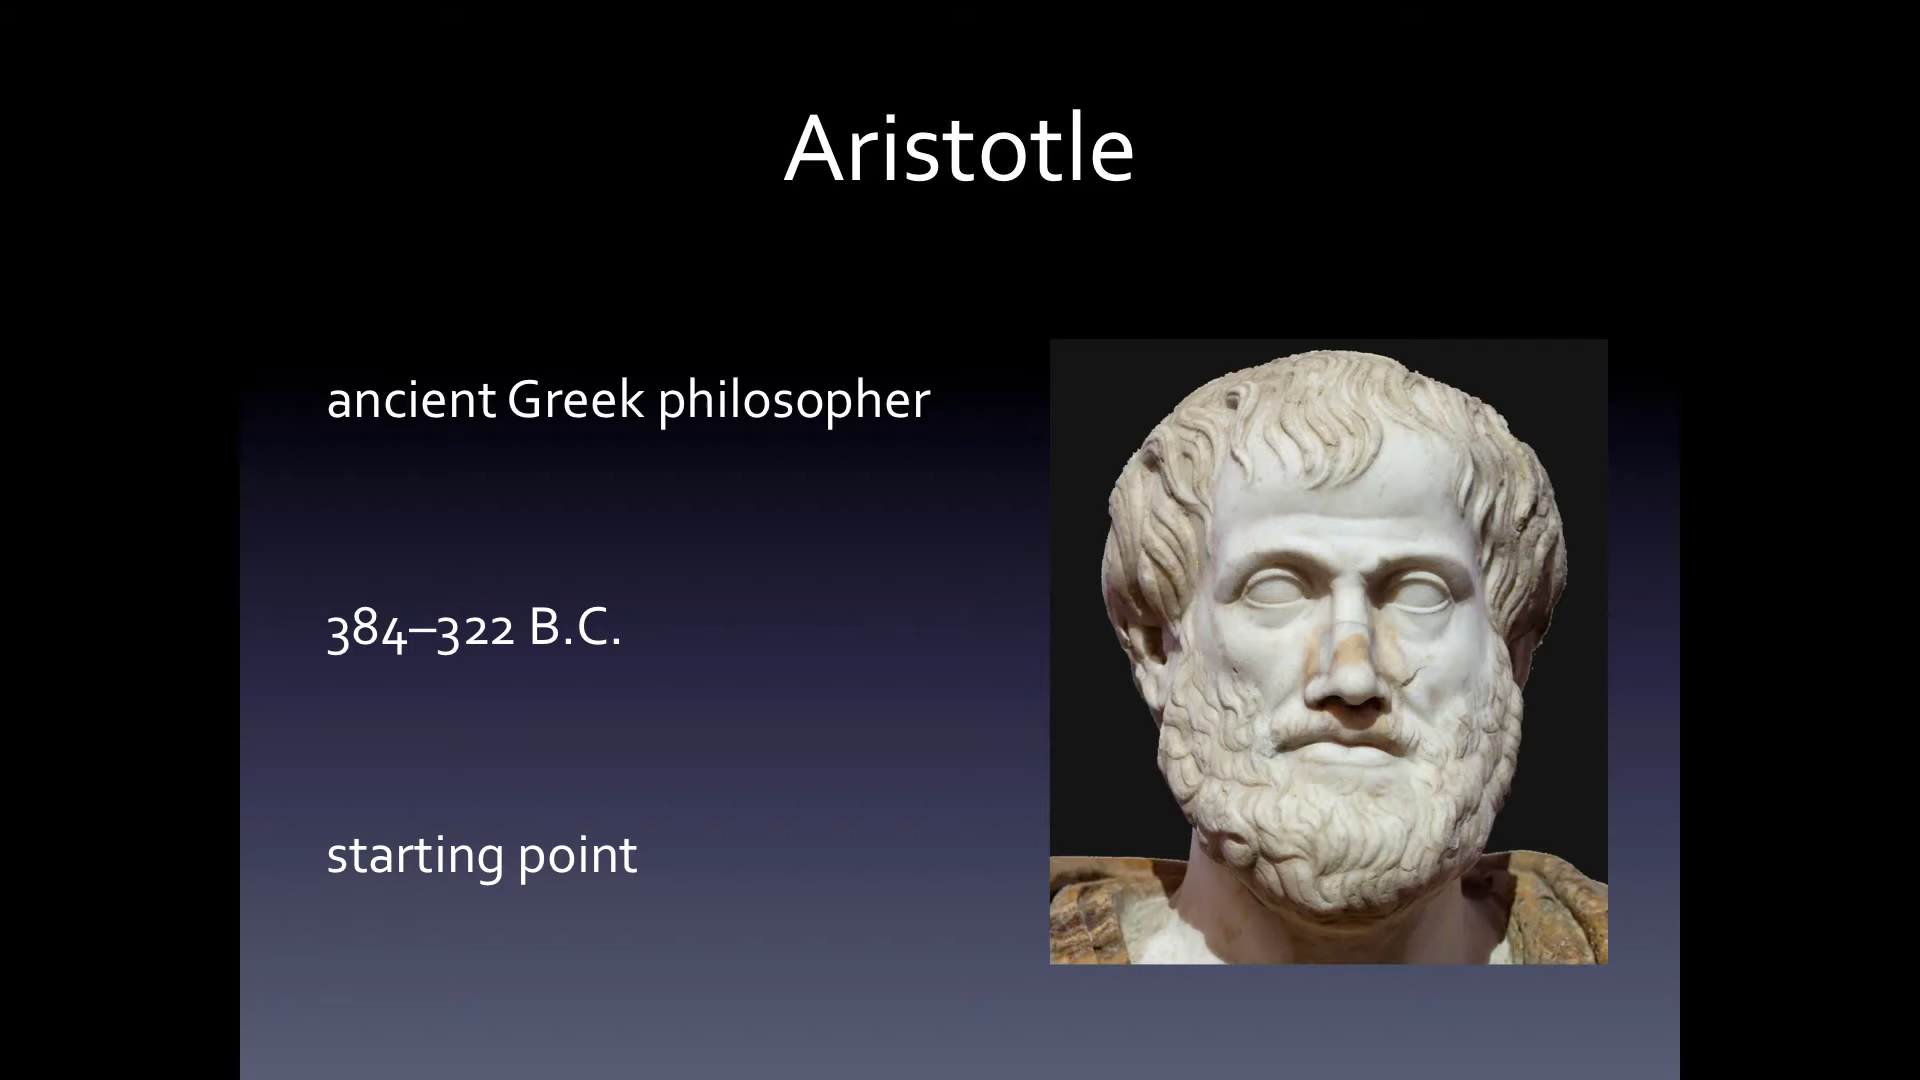 Aristotle
ancient Greek philosopher
384–322 B.C.
starting point